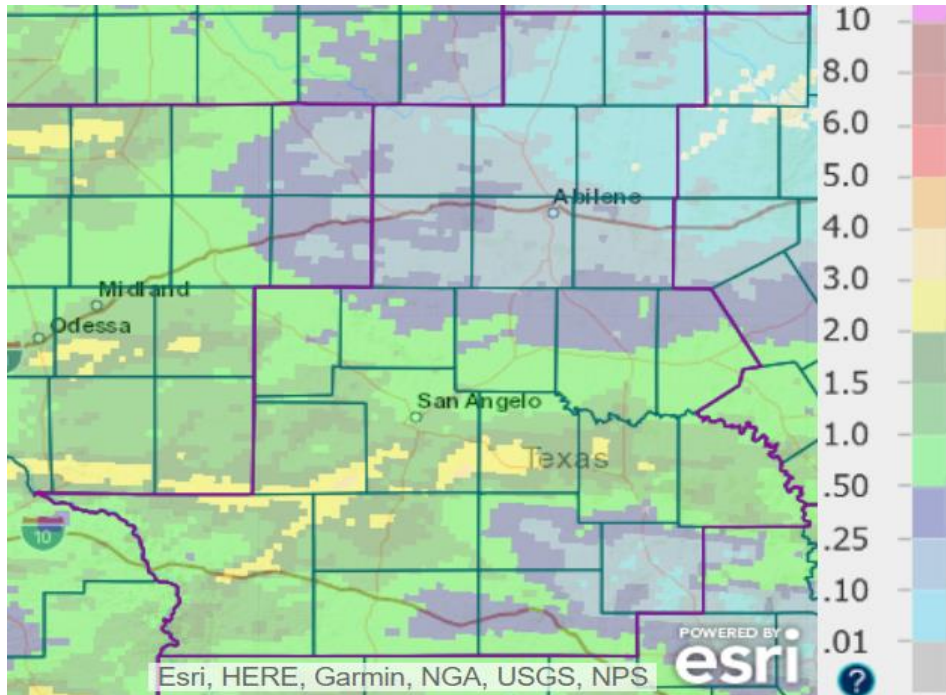 10
8.0
6.0
5.0
4.0
3.0
2.0
1.5
1.0
.50
.25
.10
.01
Abilene
Midland
Odessa
San Angelo
Texas
10
POWERED BY
esri
Esri, HERE, Garmin, NGA, USGS, NPS
?